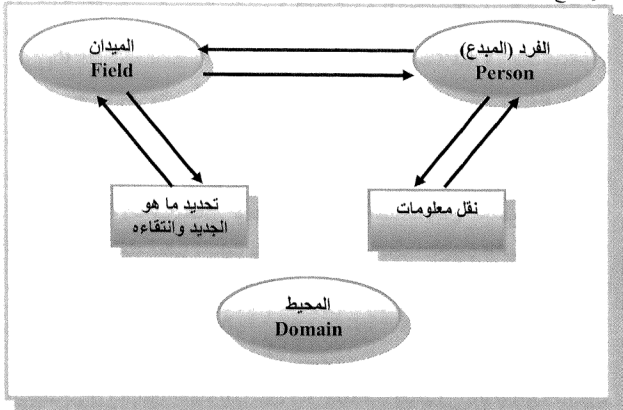 الميدان
Field
الفرد (المبدع)
Person
تحديد ما هو
الجديد وانتقاءه
نقل معلومات
المحيط
Domain